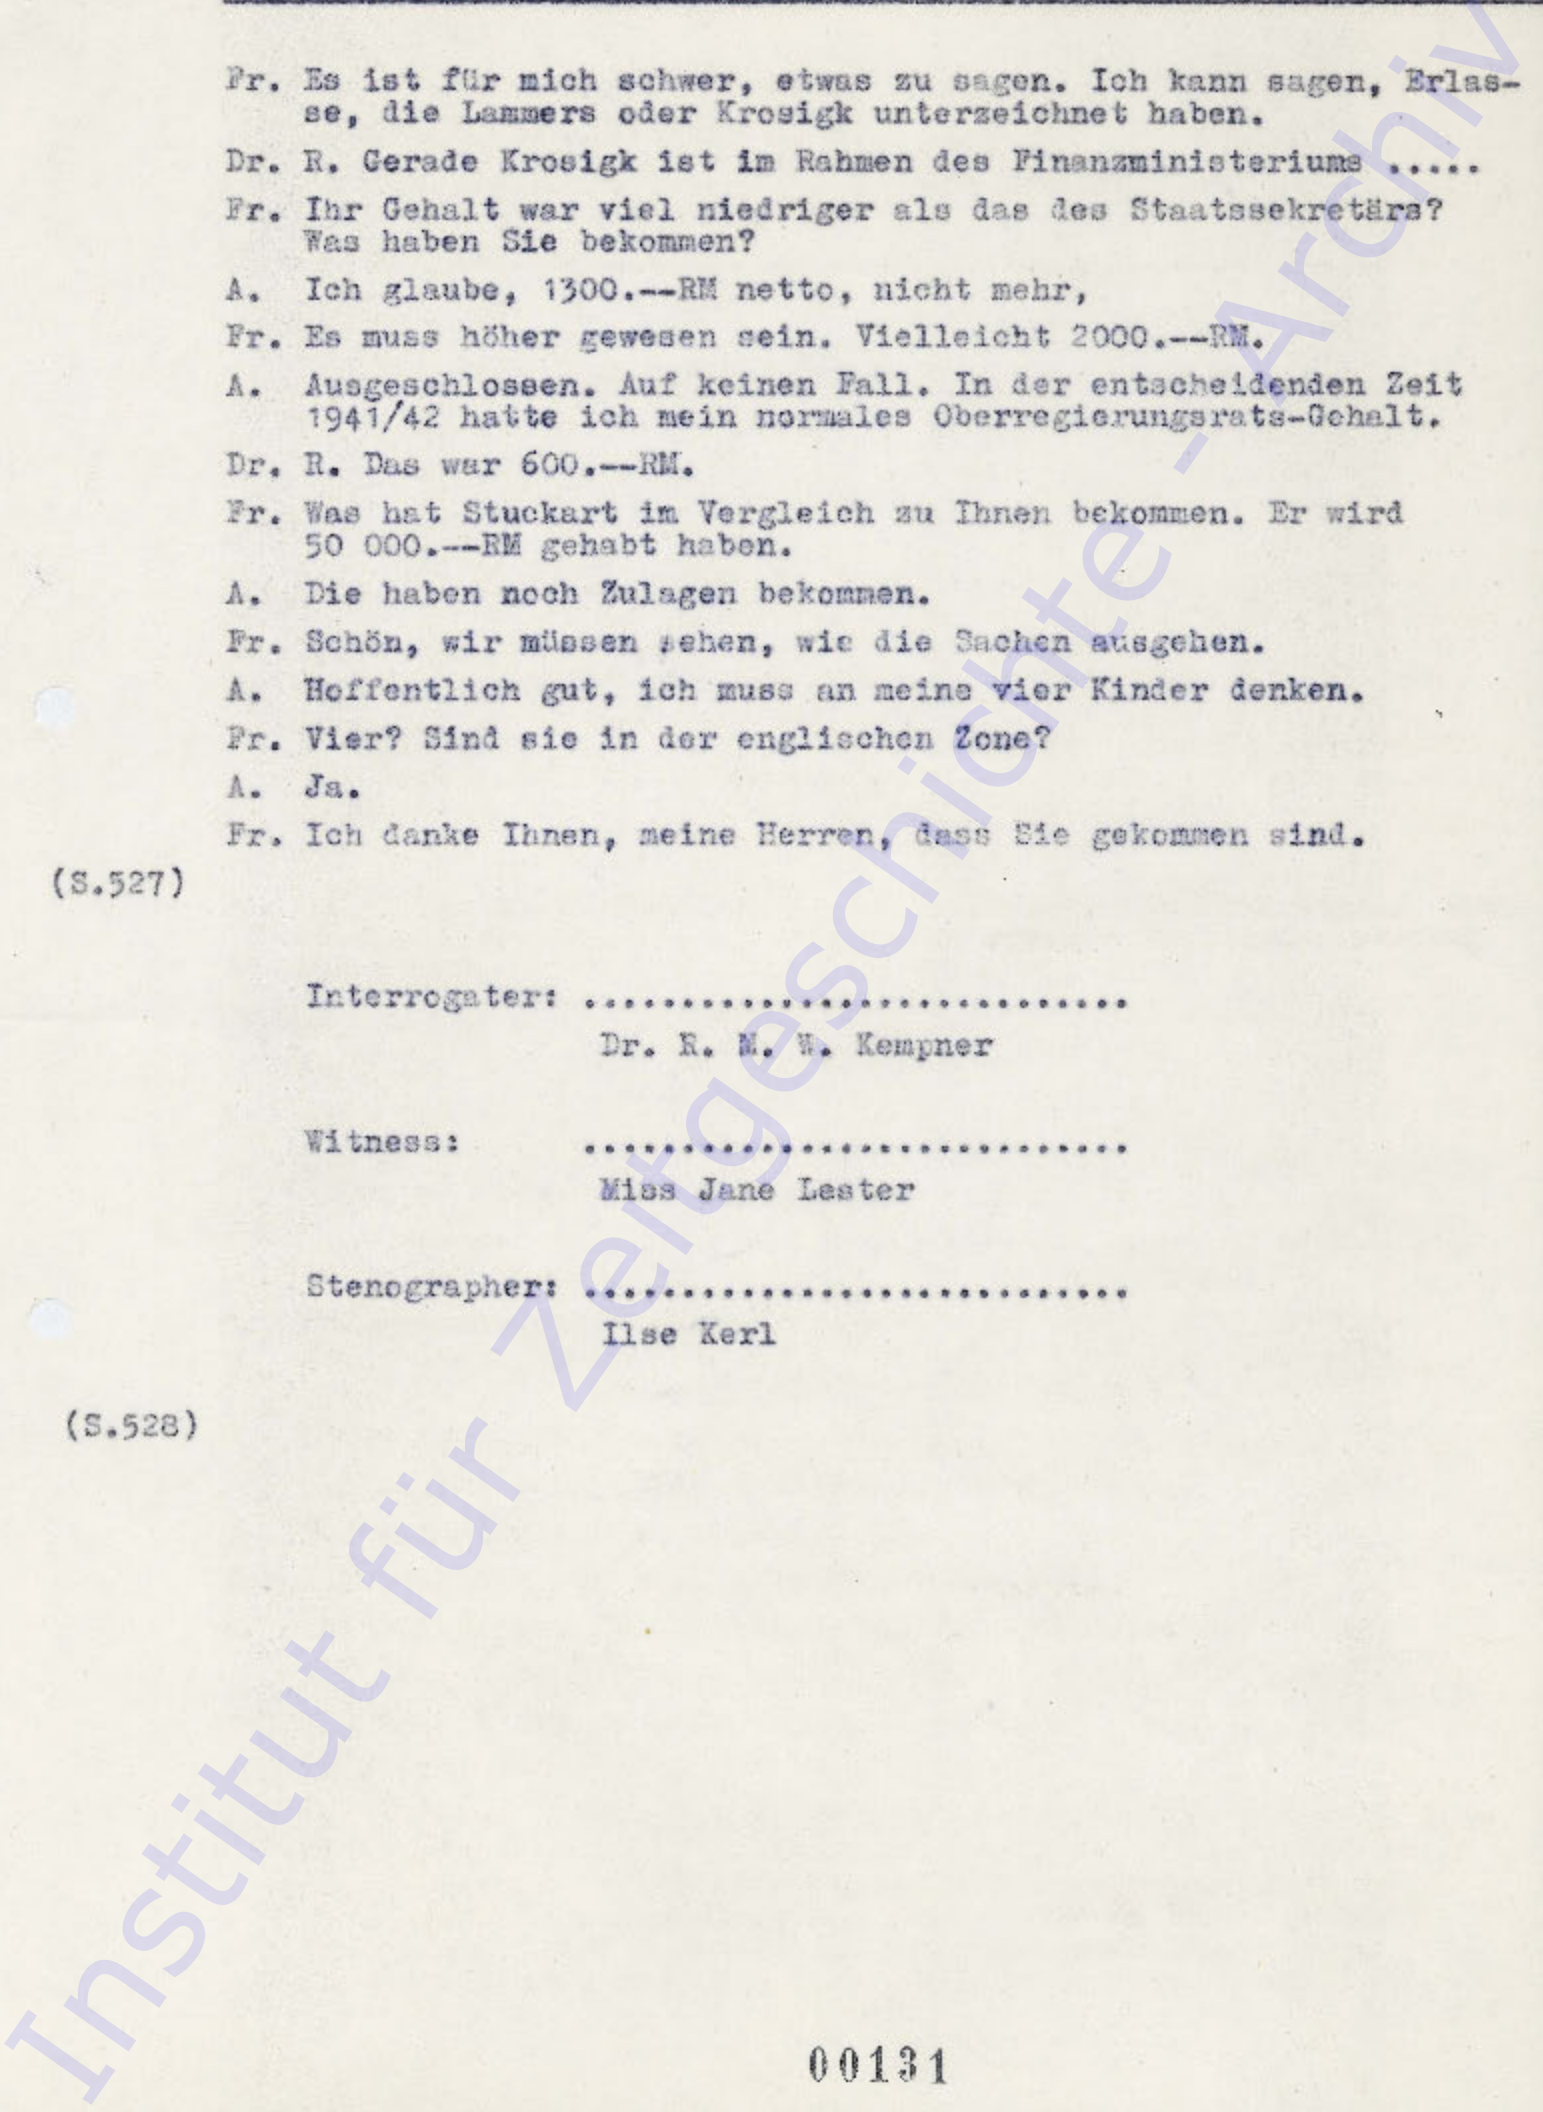 Fr. Es ist für mich schwer, etwas zu sagen. Ich kann sagen, Erlas-
se, die Lammers oder Krosigk unterzeichnet haben.
Dr. R. Gerade Krosigk ist im Rahmen des Finanzministeriums .....
Fr. Ihr Gehalt war viel niedriger als das des Staatssekretärs?
Was haben Sie bekommen?
A. Ich glaube, 1300.--RM netto, nicht mehr,
Fr. Es muss höher gewesen sein. Vielleicht 2000.--RM.
A. Ausgeschlossen. Auf keinen Fall. In der entscheidenden Zeit
1941/42 hatte ich mein normales Oberregierungsrats-Gehalt.
Dr. R. Das war 600.--RM.
Fr. Was hat Stuckart im Vergleich zu Ihnen bekommen. Er wird
50 000.--RM gehabt haben.
A. Die haben noch Zulagen bekommen.
Fr. Schön, wir müssen sehen, wie die Sachen ausgehen.
A. Hoffentlich gut, ich muss an meine vier Kinder denken.
Fr. Vier? Sind sie in der englischen Zone?
A. Ja.
Fr. Ich danke Ihnen, meine Herren, dass Sie gekommen sind.
(S.527)
Interrogater: ............................
Dr. R. M. W. Kempner
Witness: ............................
Miss Jane Lester
Stenographer: ............................
Ilse Kerl
(S.528)
Institut für Zeitgeschichte - Archiv
00131